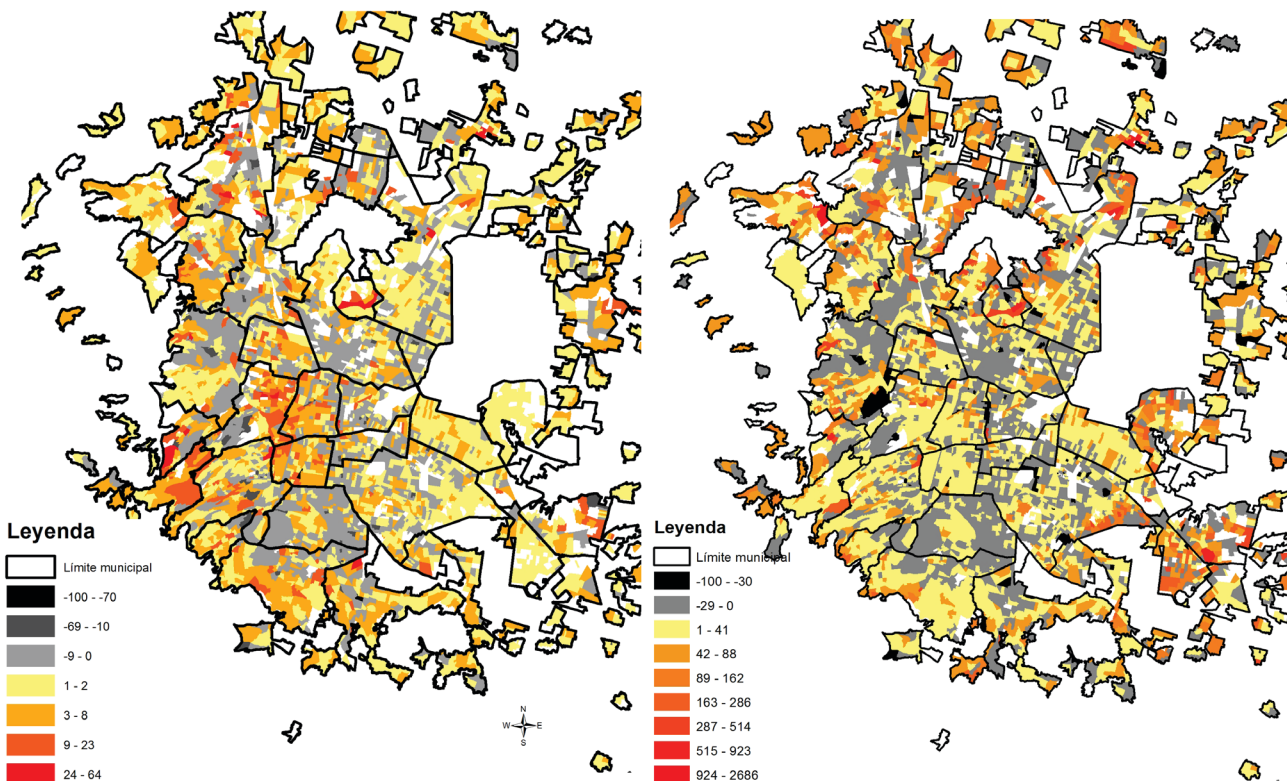 Leyenda
Límite municipal
-100 - -70
-69 - -10
-9 - 0
1 - 2
3 - 8
9 - 23
24 - 64
N
W E
S
Leyenda
Límite municipal
-100 - -30
-29 - 0
1 - 41
42 - 88
89 - 162
163 - 286
287 - 514
515 - 923
924 - 2686